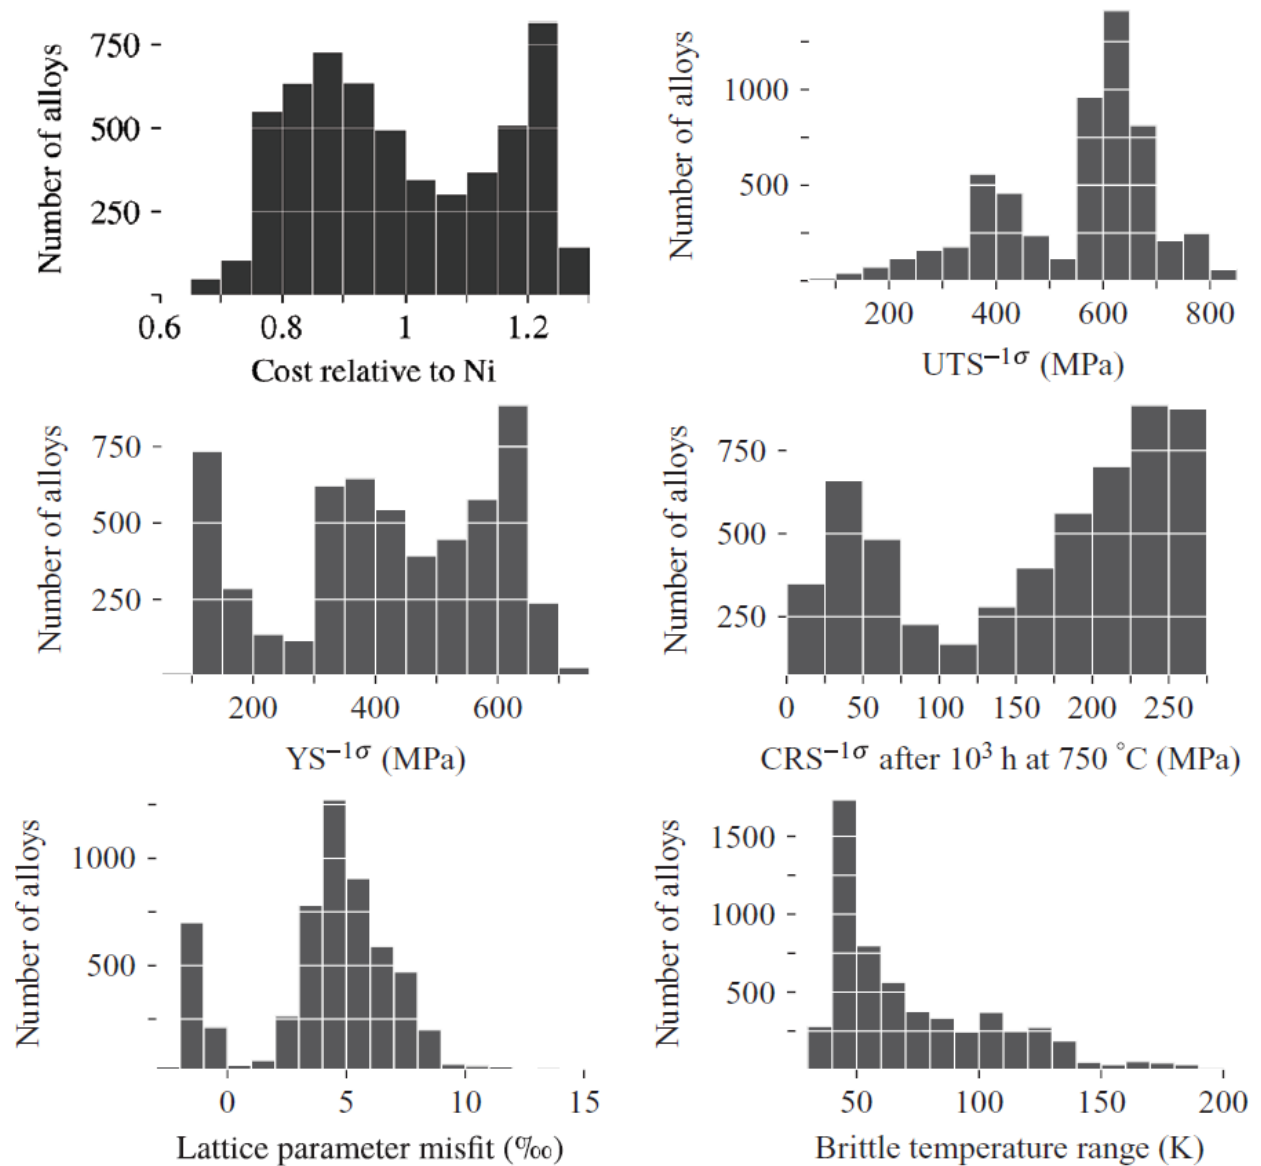 Number of alloys
750
500
250
0.6 0.8 1 1.2
Cost relative to Ni
Number of alloys
1000
500
200 400 600 800
UTS⁻¹σ (MPa)
Number of alloys
750
500
250
200 400 600
YS⁻¹σ (MPa)
Number of alloys
750
500
250
0 50 100 150 200 250
CRS⁻¹σ after 10³ h at 750 °C (MPa)
Number of alloys
1000
500
0 5 10 15
Lattice parameter misfit (‰)
Number of alloys
1500
1000
500
50 100 150 200
Brittle temperature range (K)